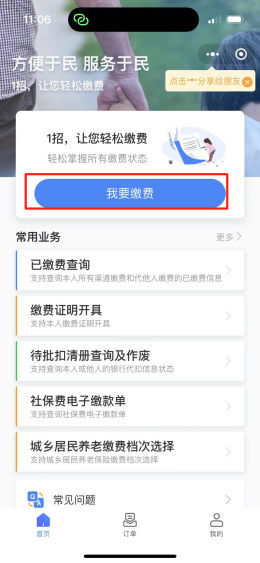 11:06
方便于民 服务于民
1招，让您轻松缴费
点击•••分享给朋友
1招，让您轻松缴费
轻松掌握所有缴费状态
我要缴费
常用业务
更多
已缴费查询
支持查询本人所有渠道缴费和代他人缴费的已缴费信息
缴费证明开具
支持本人缴费证明开具
待批扣清册查询及作废
支持查询本人或他人的银行代扣信息状态
社保费电子缴款单
支持查询社保费电子缴款单
城乡居民养老缴费档次选择
支持城乡居民养老保险缴费档次选择
常见问题
首页
订单
我的